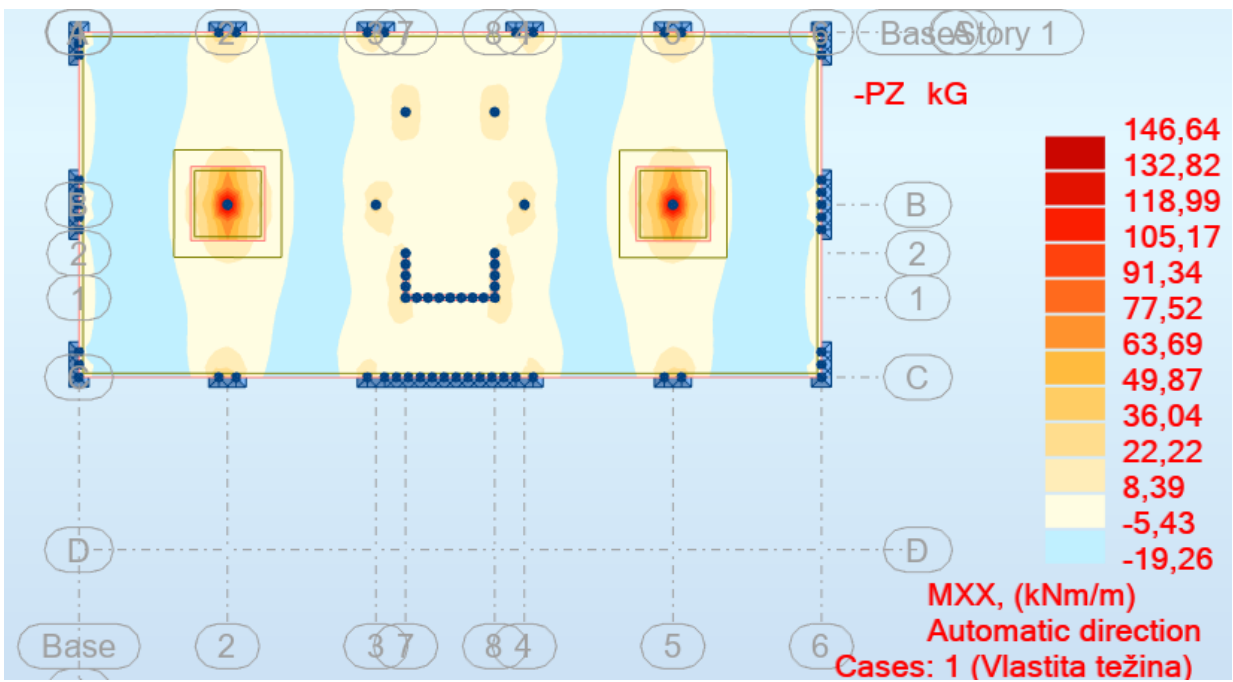 A 2 3 7 8 4 5 6 Base A Story 1
-PZ kG
146,64
132,82
118,99
105,17
91,34
77,52
63,69
49,87
36,04
22,22
8,39
-5,43
-19,26
B B
2 2
1 1
C C
D D
MXX, (kNm/m)
Automatic direction
Cases: 1 (Vlastita težina)
Base 2 3 7 8 4 5 6